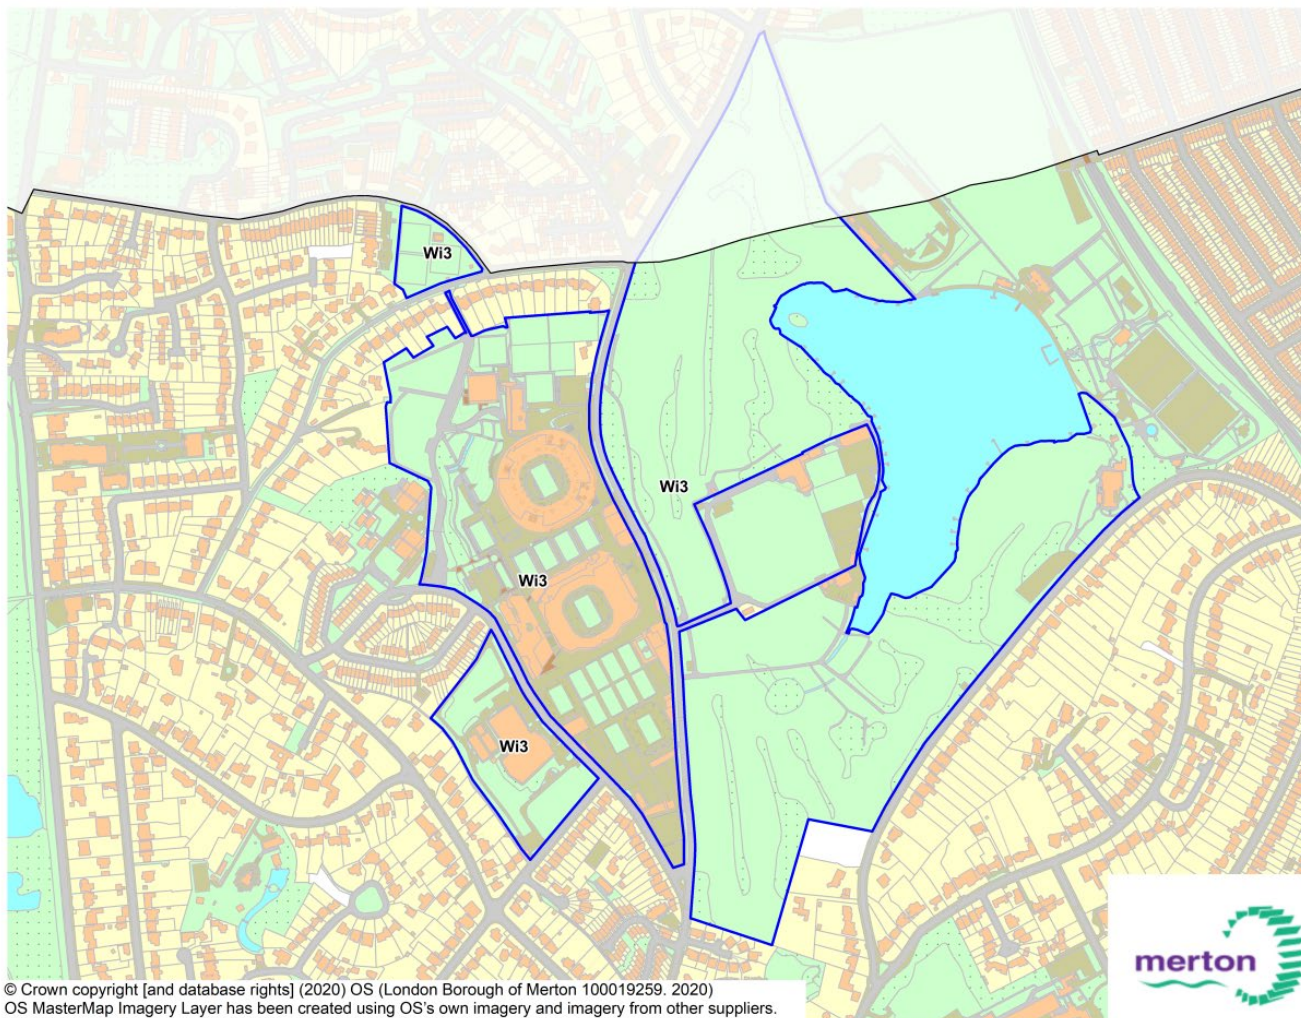 Wi3
Wi3
Wi3
Wi3
merton
© Crown copyright [and database rights] (2020) OS (London Borough of Merton 100019259. 2020)
OS MasterMap Imagery Layer has been created using OS's own imagery and imagery from other suppliers.